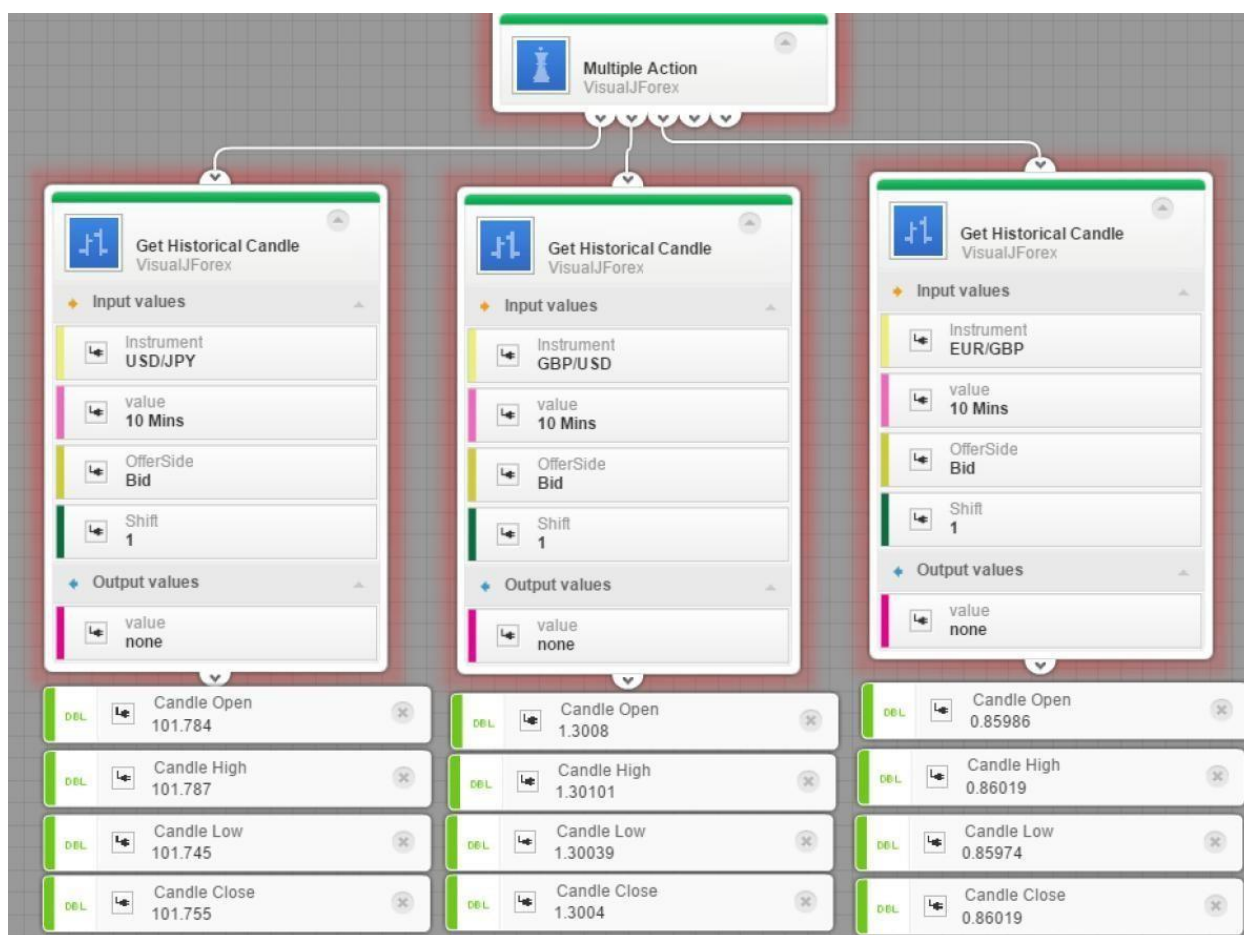 Multiple Action
VisualJForex
Get Historical Candle
VisualJForex
Input values
Instrument
USD/JPY
value
10 Mins
OfferSide
Bid
Shift
1
Output values
value
none
DBL
Candle Open
101.784
DBL
Candle High
101.787
DBL
Candle Low
101.745
DBL
Candle Close
101.755
Get Historical Candle
VisualJForex
Input values
Instrument
GBP/USD
value
10 Mins
OfferSide
Bid
Shift
1
Output values
value
none
DBL
Candle Open
1.3008
DBL
Candle High
1.30101
DBL
Candle Low
1.30039
DBL
Candle Close
1.3004
Get Historical Candle
VisualJForex
Input values
Instrument
EUR/GBP
value
10 Mins
OfferSide
Bid
Shift
1
Output values
value
none
DBL
Candle Open
0.85986
DBL
Candle High
0.86019
DBL
Candle Low
0.85974
DBL
Candle Close
0.86019